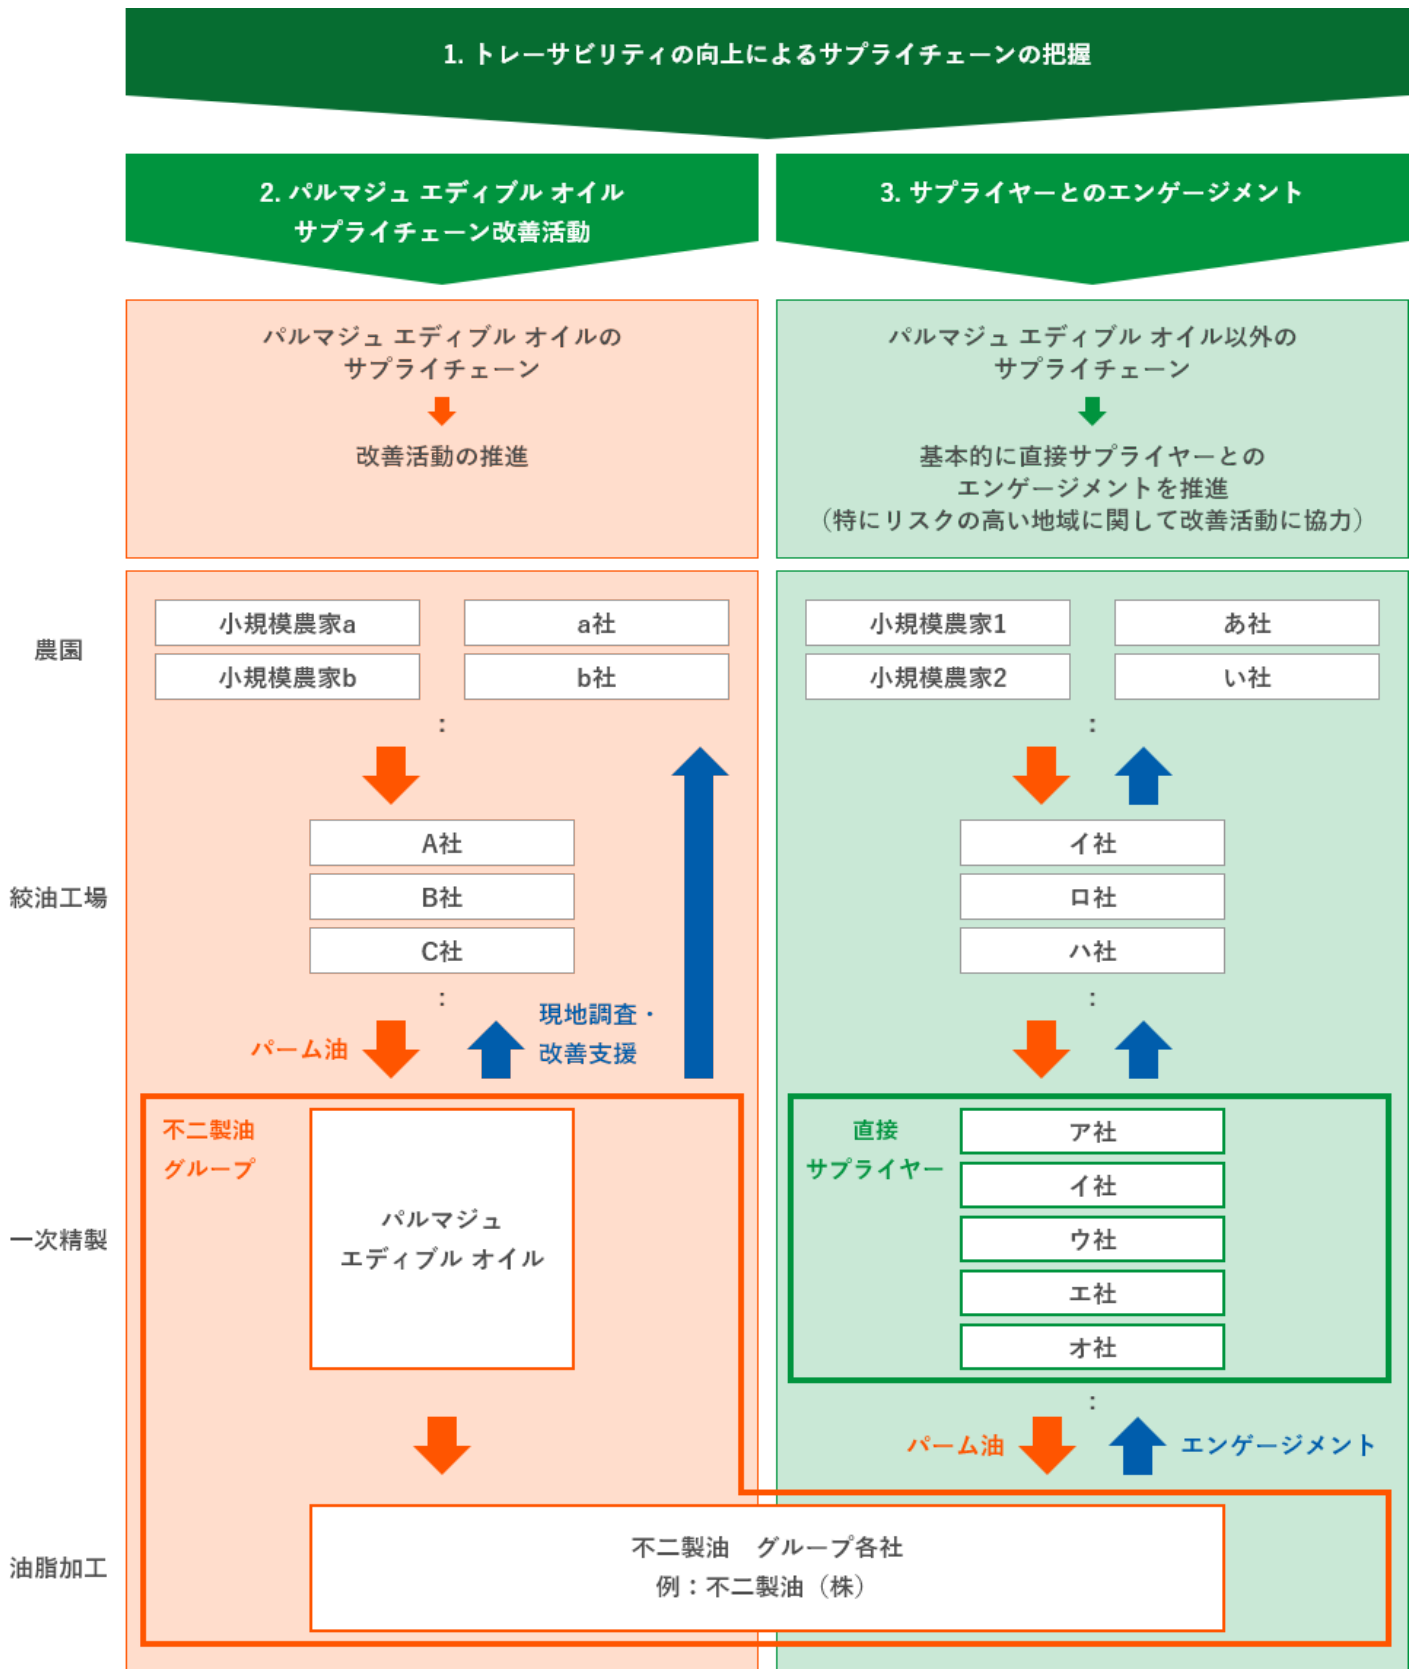 1. トレーサビリティの向上によるサプライチェーンの把握
2. パルマジュ エディブル オイル
サプライチェーン改善活動
3. サプライヤーとのエンゲージメント
パルマジュ エディブル オイルの
サプライチェーン
改善活動の推進
パルマジュ エディブル オイル以外の
サプライチェーン
基本的に直接サプライヤーとの
エンゲージメントを推進
（特にリスクの高い地域に関して改善活動に協力）
農園
小規模農家a
a社
小規模農家b
b社
:
小規模農家1
あ社
小規模農家2
い社
:
搾油工場
A社
B社
C社
:
イ社
ロ社
ハ社
:
パーム油
現地調査・
改善支援
一次精製
不二製油
グループ
パルマジュ
エディブル オイル
直接
サプライヤー
ア社
イ社
ウ社
エ社
オ社
:
パーム油
エンゲージメント
油脂加工
不二製油　グループ各社
例：不二製油（株）